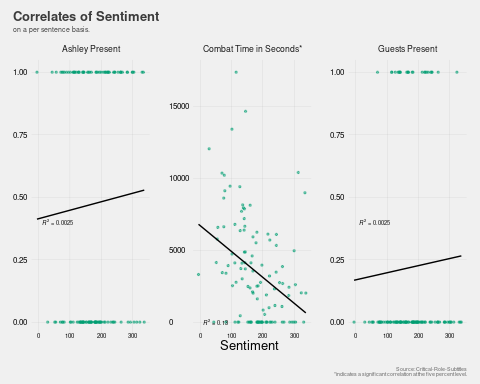 Correlates of Sentiment
on a per sentence basis.
Ashley Present
Combat Time in Seconds*
Guests Present
1.00
0.75
0.50
0.25
0.00
R² = 0.0025
0 100 200 300
15000
10000
5000
0
R² = 0.13
0 100 200 300
1.00
0.75
0.50
0.25
0.00
R² = 0.0025
0 100 200 300
Sentiment
Source:Critical-Role-Subtitles
*Indicates a significant correlation at the five percent level.